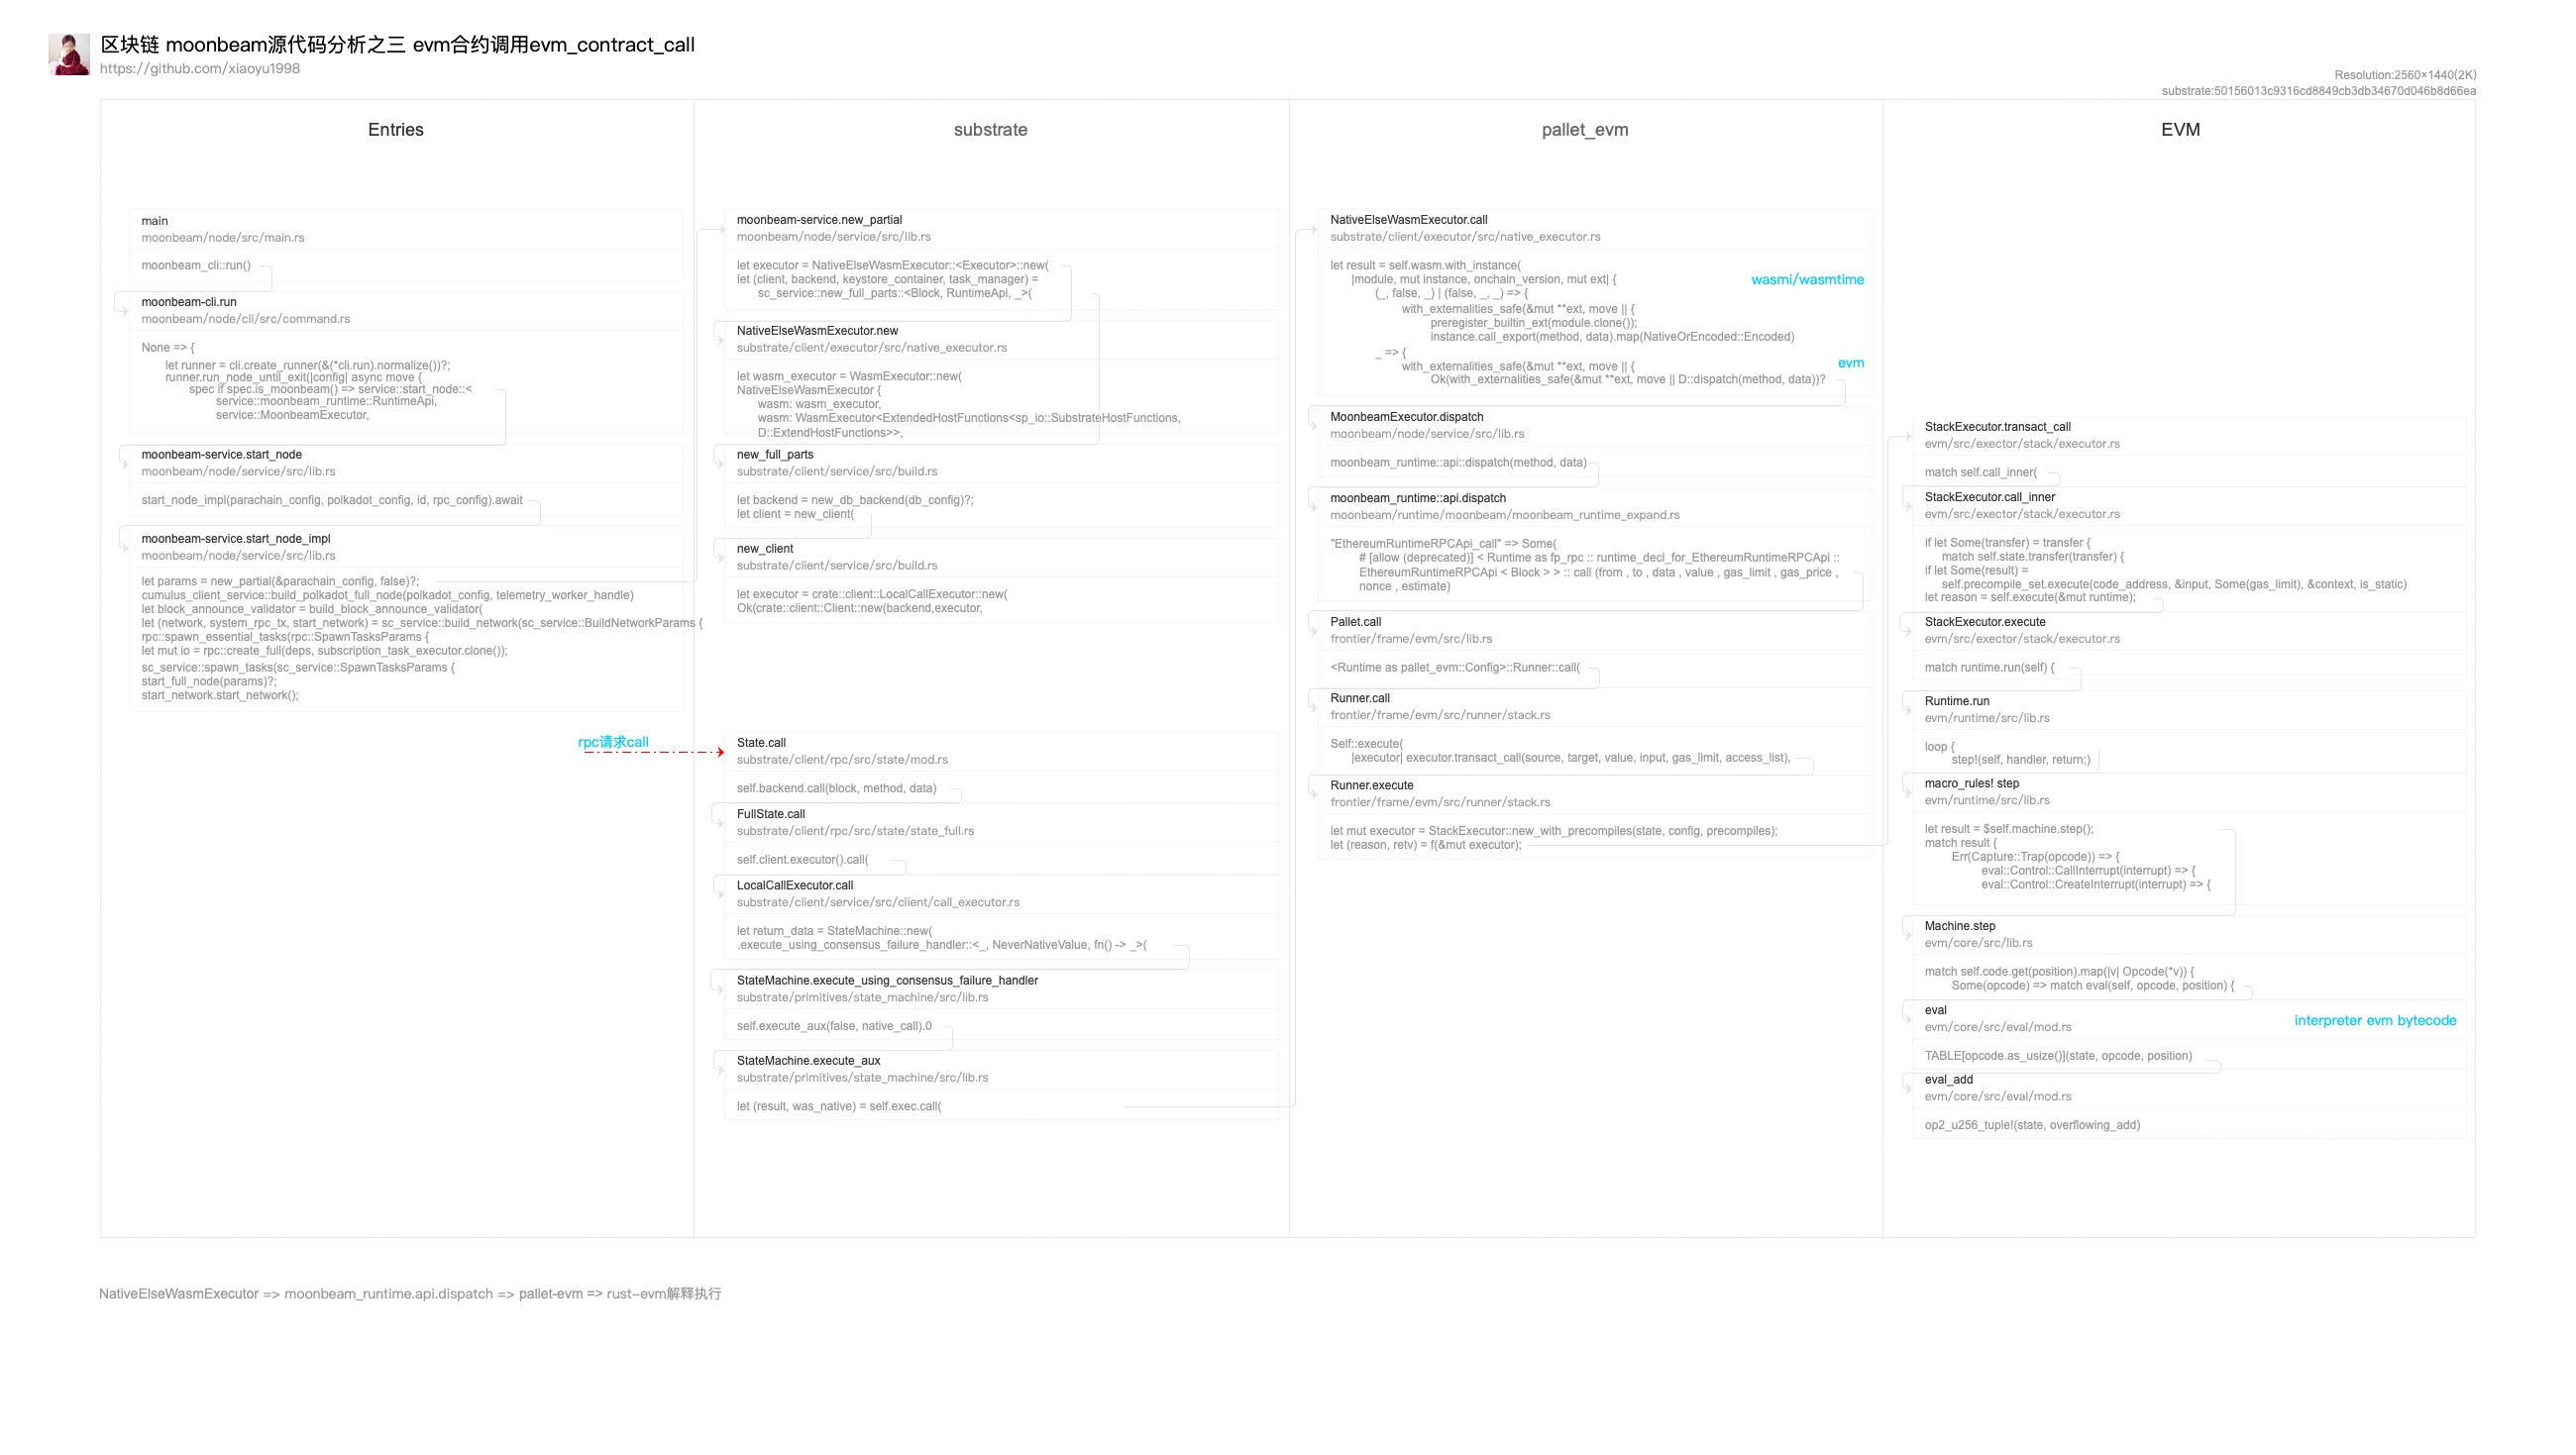 区块链 moonbeam源代码分析之三 evm合约调用evm_contract_call
https://github.com/xiaoyu1998
Resolution:2560×1440(2K)
substrate:50156013c9316cd8849cb3db34670d046b8d66ea
Entries
main
moonbeam/node/src/main.rs
moonbeam_cli::run()
moonbeam-cli.run
moonbeam/node/cli/src/command.rs
None => {
let runner = cli.create_runner(&(*cli.run).normalize())?;
runner.run_node_until_exit(|config| async move {
spec if spec.is_moonbeam() => service::start_node::<
service::moonbeam_runtime::RuntimeApi,
service::MoonbeamExecutor,
moonbeam-service.start_node
moonbeam/node/service/src/lib.rs
start_node_impl(parachain_config, polkadot_config, id, rpc_config).await
moonbeam-service.start_node_impl
moonbeam/node/service/src/lib.rs
let params = new_partial(&parachain_config, false)?;
cumulus_client_service::build_polkadot_full_node(polkadot_config, telemetry_worker_handle)
let block_announce_validator = build_block_announce_validator(
let (network, system_rpc_tx, start_network) = sc_service::build_network(sc_service::BuildNetworkParams {
rpc::spawn_essential_tasks(rpc::SpawnTasksParams {
let mut io = rpc::create_full(deps, subscription_task_executor.clone());
sc_service::spawn_tasks(sc_service::SpawnTasksParams {
start_full_node(params)?;
start_network.start_network();
rpc请求call
substrate
moonbeam-service.new_partial
moonbeam/node/service/src/lib.rs
let executor = NativeElseWasmExecutor::<Executor>::new(
let (client, backend, keystore_container, task_manager) =
sc_service::new_full_parts::<Block, RuntimeApi, _>(
NativeElseWasmExecutor.new
substrate/client/executor/src/native_executor.rs
let wasm_executor = WasmExecutor::new(
NativeElseWasmExecutor {
wasm: wasm_executor,
wasm: WasmExecutor<ExtendedHostFunctions<sp_io::SubstrateHostFunctions,
D::ExtendHostFunctions>>,
new_full_parts
substrate/client/service/src/build.rs
let backend = new_db_backend(db_config)?;
let client = new_client(
new_client
substrate/client/service/src/build.rs
let executor = crate::client::LocalCallExecutor::new(
Ok(crate::client::Client::new(backend,executor,
State.call
substrate/client/rpc/src/state/mod.rs
self.backend.call(block, method, data)
FullState.call
substrate/client/rpc/src/state/state_full.rs
self.client.executor().call(
LocalCallExecutor.call
substrate/client/service/src/client/call_executor.rs
let return_data = StateMachine::new(
.execute_using_consensus_failure_handler::<_, NeverNativeValue, fn() -> _>(
StateMachine.execute_using_consensus_failure_handler
substrate/primitives/state_machine/src/lib.rs
self.execute_aux(false, native_call).0
StateMachine.execute_aux
substrate/primitives/state_machine/src/lib.rs
let (result, was_native) = self.exec.call(
pallet_evm
NativeElseWasmExecutor.call
substrate/client/executor/src/native_executor.rs
let result = self.wasm.with_instance(
|module, mut instance, onchain_version, mut ext| {
wasmi/wasmtime
(_, false, _) | (false, _, _) => {
with_externalities_safe(&mut **ext, move || {
preregister_builtin_ext(module.clone());
instance.call_export(method, data).map(NativeOrEncoded::Encoded)
_ => {
evm
with_externalities_safe(&mut **ext, move || {
Ok(with_externalities_safe(&mut **ext, move || D::dispatch(method, data))?
MoonbeamExecutor.dispatch
moonbeam/node/service/src/lib.rs
moonbeam_runtime::api::dispatch(method, data)
moonbeam_runtime::api.dispatch
moonbeam/runtime/moonbeam/moonbeam_runtime_expand.rs
"EthereumRuntimeRPCApi_call" => Some(
# [allow (deprecated)] < Runtime as fp_rpc :: runtime_decl_for_EthereumRuntimeRPCApi ::
EthereumRuntimeRPCApi < Block > > :: call (from , to , data , value , gas_limit , gas_price ,
nonce , estimate)
Pallet.call
frontier/frame/evm/src/lib.rs
<Runtime as pallet_evm::Config>::Runner::call(
Runner.call
frontier/frame/evm/src/runner/stack.rs
Self::execute(
|executor| executor.transact_call(source, target, value, input, gas_limit, access_list),
Runner.execute
frontier/frame/evm/src/runner/stack.rs
let mut executor = StackExecutor::new_with_precompiles(state, config, precompiles);
let (reason, retv) = f(&mut executor);
EVM
StackExecutor.transact_call
evm/src/exector/stack/executor.rs
match self.call_inner(
StackExecutor.call_inner
evm/src/exector/stack/executor.rs
if let Some(transfer) = transfer {
match self.state.transfer(transfer) {
if let Some(result) =
self.precompile_set.execute(code_address, &input, Some(gas_limit), &context, is_static)
let reason = self.execute(&mut runtime);
StackExecutor.execute
evm/src/exector/stack/executor.rs
match runtime.run(self) {
Runtime.run
evm/runtime/src/lib.rs
loop {
step!(self, handler, return;)
macro_rules! step
evm/runtime/src/lib.rs
let result = $self.machine.step();
match result {
Err(Capture::Trap(opcode)) => {
eval::Control::CallInterrupt(interrupt) => {
eval::Control::CreateInterrupt(interrupt) => {
Machine.step
evm/core/src/lib.rs
match self.code.get(position).map(|v| Opcode(*v)) {
Some(opcode) => match eval(self, opcode, position) {
eval
evm/core/src/eval/mod.rs
interpreter evm bytecode
TABLE[opcode.as_usize()](state, opcode, position)
eval_add
evm/core/src/eval/mod.rs
op2_u256_tuple!(state, overflowing_add)
NativeElseWasmExecutor => moonbeam_runtime.api.dispatch => pallet-evm => rust-evm解释执行